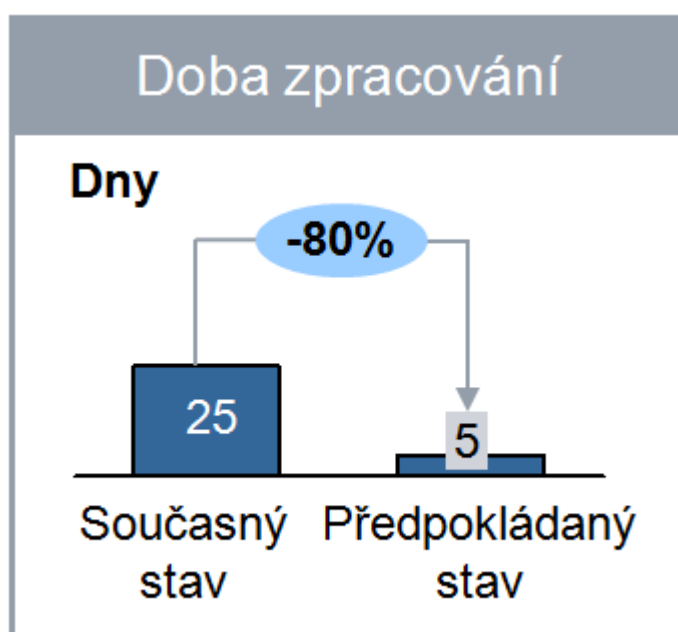 Doba zpracování
Dny
-80%
25
5
Současný
stav
Předpokládaný
stav